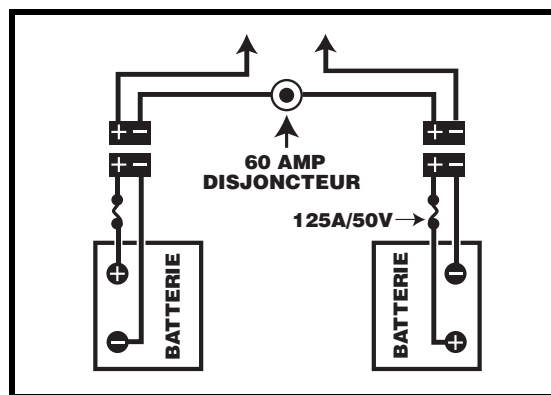 + − + −
+ − + −
60 AMP
DISJONCTEUR
125A/50V
+ −
BATTERIE BATTERIE
− +